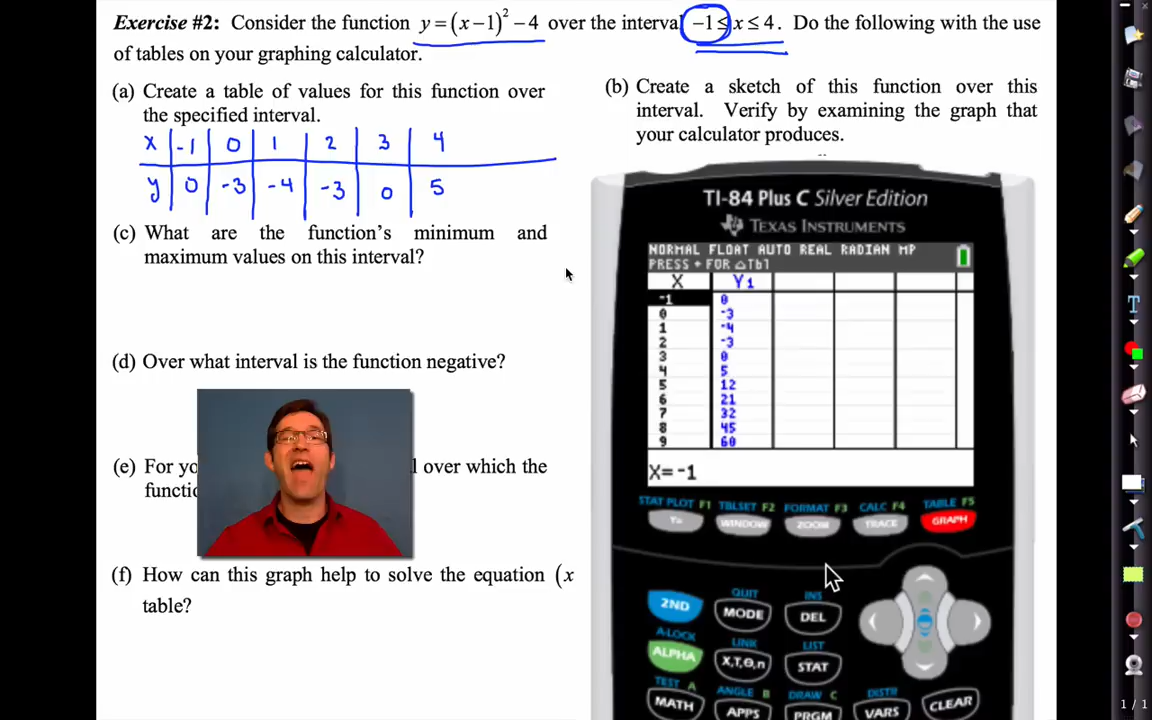 Exercise #2: Consider the function y = (x−1)² − 4 over the interval −1 ≤ x ≤ 4. Do the following with the use
of tables on your graphing calculator.
(a) Create a table of values for this function over
the specified interval.
x -1 0 1 2 3 4
y 0 -3 -4 -3 0 5
(c) What are the function's minimum and
maximum values on this interval?
(d) Over what interval is the function negative?
(e) For yo
l over which the
functio
(f) How can this graph help to solve the equation (x
table?
(b) Create a sketch of this function over this
interval. Verify by examining the graph that
your calculator produces.
TI-84 Plus C Silver Edition
TEXAS INSTRUMENTS
NORMAL FLOAT AUTO REAL RADIAN MP
PRESS + FOR △Tbl
X Y1
-1 0
0 -3
1 -4
2 -3
3 0
4 5
5 12
6 21
7 32
8 45
9 60
X=-1
STAT PLOT F1 TBLSET F2 FORMAT F3 CALC F4 TABLE F5
Y= WINDOW ZOOM TRACE GRAPH
QUIT INS
2ND MODE DEL
A-LOCK LINK LIST
ALPHA X,T,θ,n STAT
TEST A ANGLE B DRAW C DISTR
MATH APPS PRGM VARS CLEAR
T
1 / 1